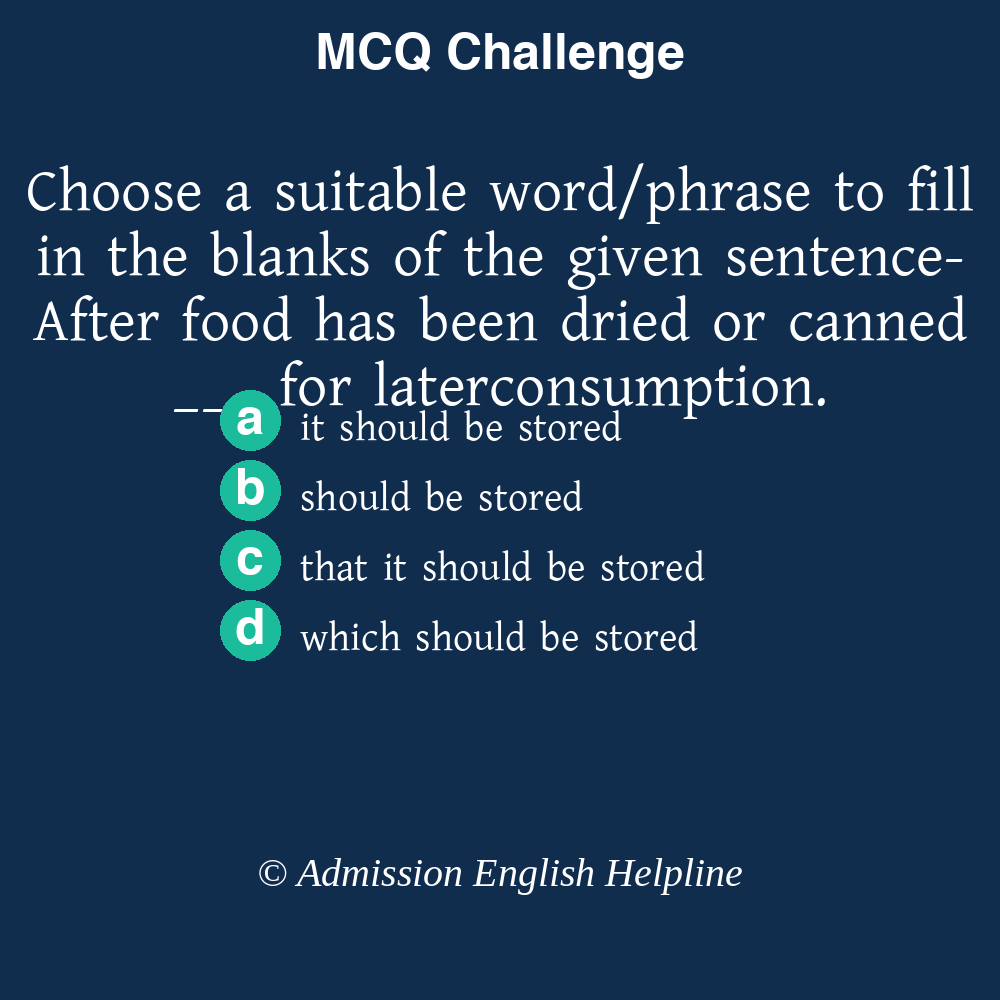 MCQ Challenge
Choose a suitable word/phrase to fill
in the blanks of the given sentence-
After food has been dried or canned
___ for laterconsumption.
a it should be stored
b should be stored
c that it should be stored
d which should be stored
© Admission English Helpline